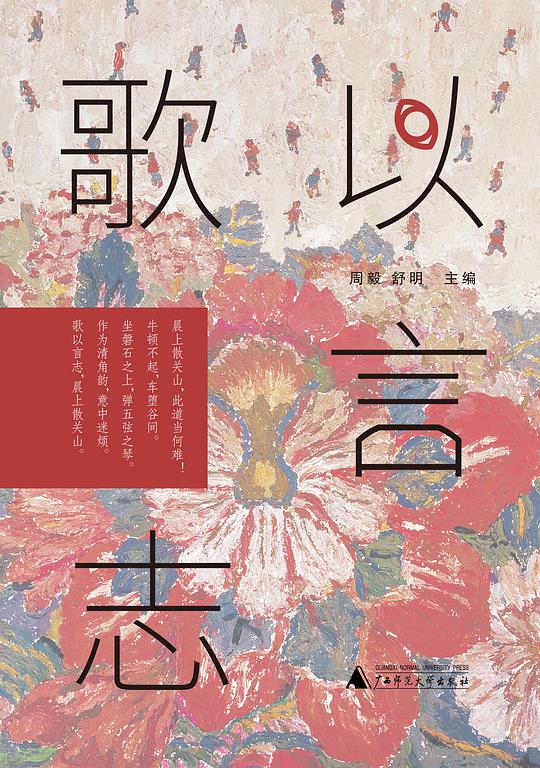 歌以言志
周毅 舒明 主编
晨上散关山，此道当何难！
牛顿不起，车堕谷间。
坐磐石之上，弹五弦之琴。
作为清角韵，意中迷烦。
歌以言志，晨上散关山。
GUANGXI NORMAL UNIVERSITY PRESS
广西师范大学出版社